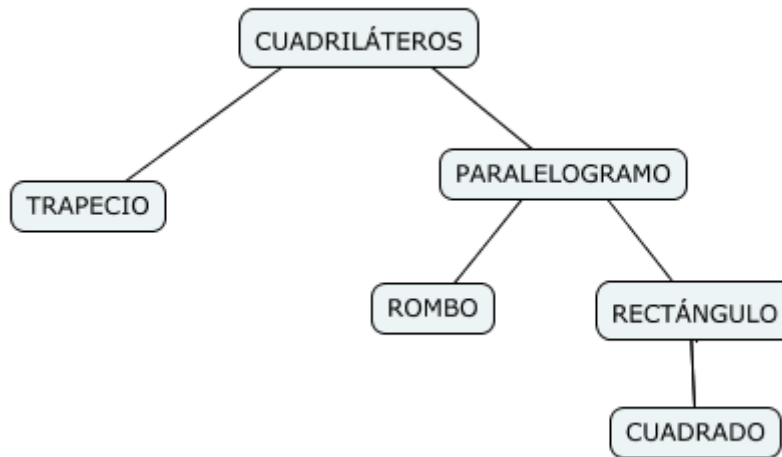 CUADRILÁTEROS
PARALELOGRAMO
TRAPECIO
ROMBO
RECTÁNGULO
CUADRADO